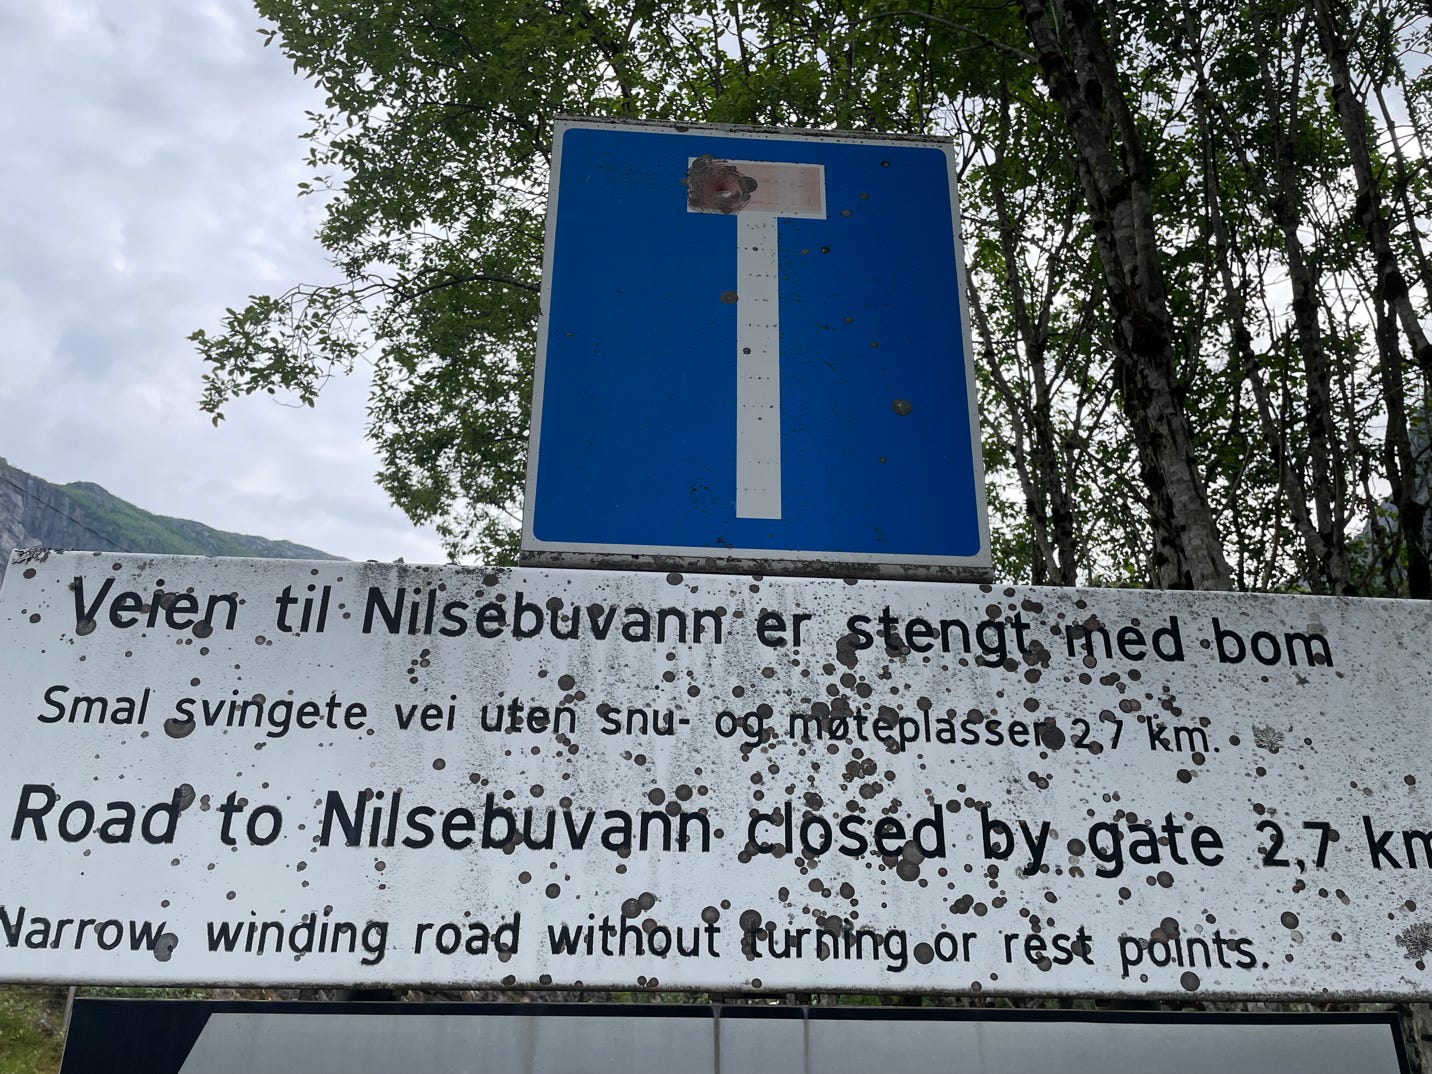 Veien til Nilsebuvann er stengt med bom
Smal svingete vei uten snu- og møteplasser 2,7 km.
Road to Nilsebuvann closed by gate 2,7 km
Narrow, winding road without turning or rest points.